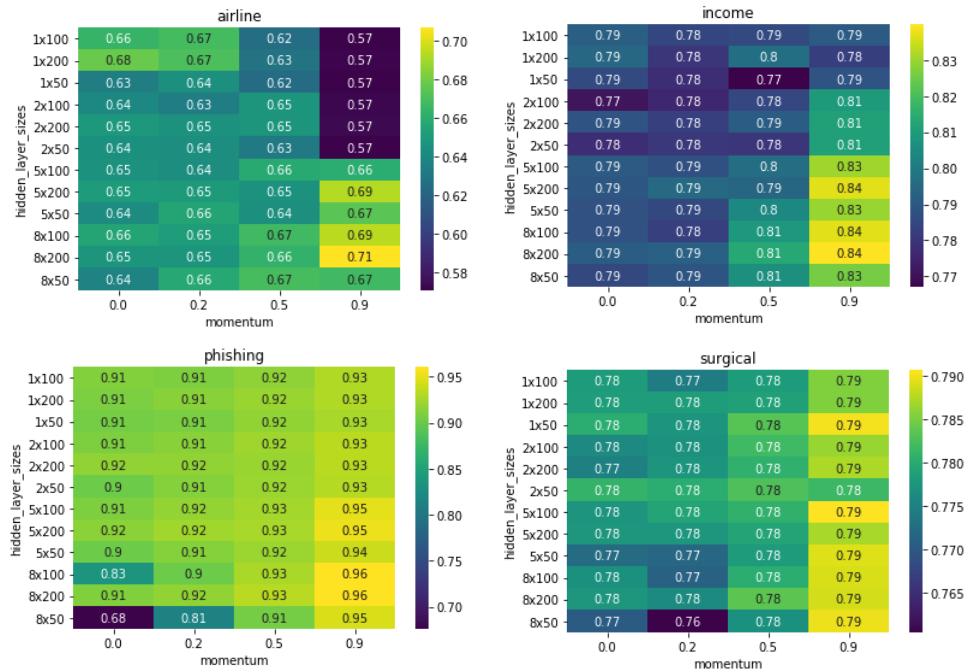 airline
hidden_layer_sizes
1x100 0.66 0.67 0.62 0.57
1x200 0.68 0.67 0.63 0.57
1x50 0.63 0.64 0.62 0.57
2x100 0.64 0.63 0.65 0.57
2x200 0.65 0.65 0.65 0.57
2x50 0.64 0.64 0.63 0.57
5x100 0.65 0.64 0.66 0.66
5x200 0.65 0.65 0.65 0.69
5x50 0.64 0.66 0.64 0.67
8x100 0.66 0.65 0.67 0.69
8x200 0.65 0.65 0.66 0.71
8x50 0.64 0.66 0.67 0.67
0.0 0.2 0.5 0.9
momentum
0.70
0.68
0.66
0.64
0.62
0.60
0.58
income
hidden_layer_sizes
1x100 0.79 0.78 0.79 0.79
1x200 0.79 0.78 0.8 0.78
1x50 0.79 0.78 0.77 0.79
2x100 0.77 0.78 0.78 0.81
2x200 0.79 0.78 0.79 0.81
2x50 0.78 0.78 0.78 0.81
5x100 0.79 0.79 0.8 0.83
5x200 0.79 0.79 0.79 0.84
5x50 0.79 0.79 0.8 0.83
8x100 0.79 0.78 0.81 0.84
8x200 0.79 0.79 0.81 0.84
8x50 0.79 0.79 0.81 0.83
0.0 0.2 0.5 0.9
momentum
0.83
0.82
0.81
0.80
0.79
0.78
0.77
phishing
hidden_layer_sizes
1x100 0.91 0.91 0.92 0.93
1x200 0.91 0.91 0.92 0.93
1x50 0.91 0.91 0.92 0.93
2x100 0.91 0.91 0.92 0.93
2x200 0.92 0.92 0.92 0.93
2x50 0.9 0.91 0.92 0.93
5x100 0.91 0.92 0.93 0.95
5x200 0.92 0.92 0.93 0.95
5x50 0.9 0.91 0.92 0.94
8x100 0.83 0.9 0.93 0.96
8x200 0.91 0.92 0.93 0.96
8x50 0.68 0.81 0.91 0.95
0.0 0.2 0.5 0.9
momentum
0.95
0.90
0.85
0.80
0.75
0.70
surgical
hidden_layer_sizes
1x100 0.78 0.77 0.78 0.79
1x200 0.78 0.78 0.78 0.79
1x50 0.78 0.78 0.78 0.79
2x100 0.78 0.78 0.78 0.79
2x200 0.77 0.78 0.78 0.79
2x50 0.78 0.78 0.78 0.78
5x100 0.78 0.78 0.78 0.79
5x200 0.78 0.78 0.78 0.79
5x50 0.77 0.77 0.78 0.79
8x100 0.78 0.77 0.78 0.79
8x200 0.78 0.78 0.78 0.79
8x50 0.77 0.76 0.78 0.79
0.0 0.2 0.5 0.9
momentum
0.790
0.785
0.780
0.775
0.770
0.765